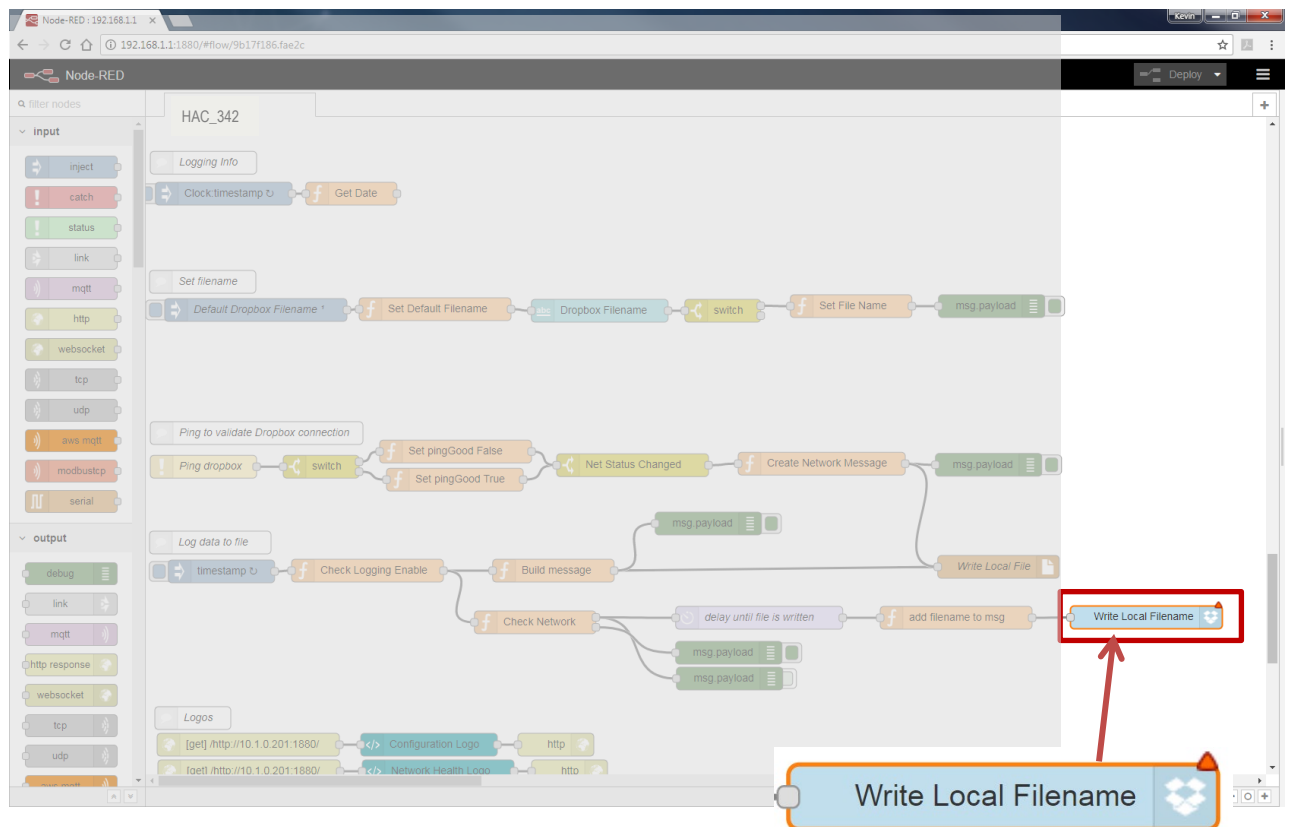 Node-RED : 192.168.1.1 ×
Kevin
192.168.1.1:1880/#flow/9b17f186.fae2c
Node-RED
Deploy
filter nodes
HAC_342
input
inject
catch
status
link
mqtt
http
websocket
tcp
udp
aws mqtt
modbustcp
serial
output
debug
link
mqtt
http response
websocket
tcp
udp
aws mqtt
Logging Info
Clock:timestamp ↻
Get Date
Set filename
Default Dropbox Filename ¹
Set Default Filename
abc
Dropbox Filename
switch
Set File Name
msg.payload
Ping to validate Dropbox connection
Ping dropbox
switch
Set pingGood False
Set pingGood True
Net Status Changed
Create Network Message
msg.payload
msg.payload
Log data to file
timestamp ↻
Check Logging Enable
Build message
Write Local File
Check Network
delay until file is written
add filename to msg
Write Local Filename
msg.payload
msg.payload
Logos
[get] /http://10.1.0.201:1880/
Configuration Logo
http
[get] /http://10.1.0.201:1880/
Network Health Logo
http
Write Local Filename